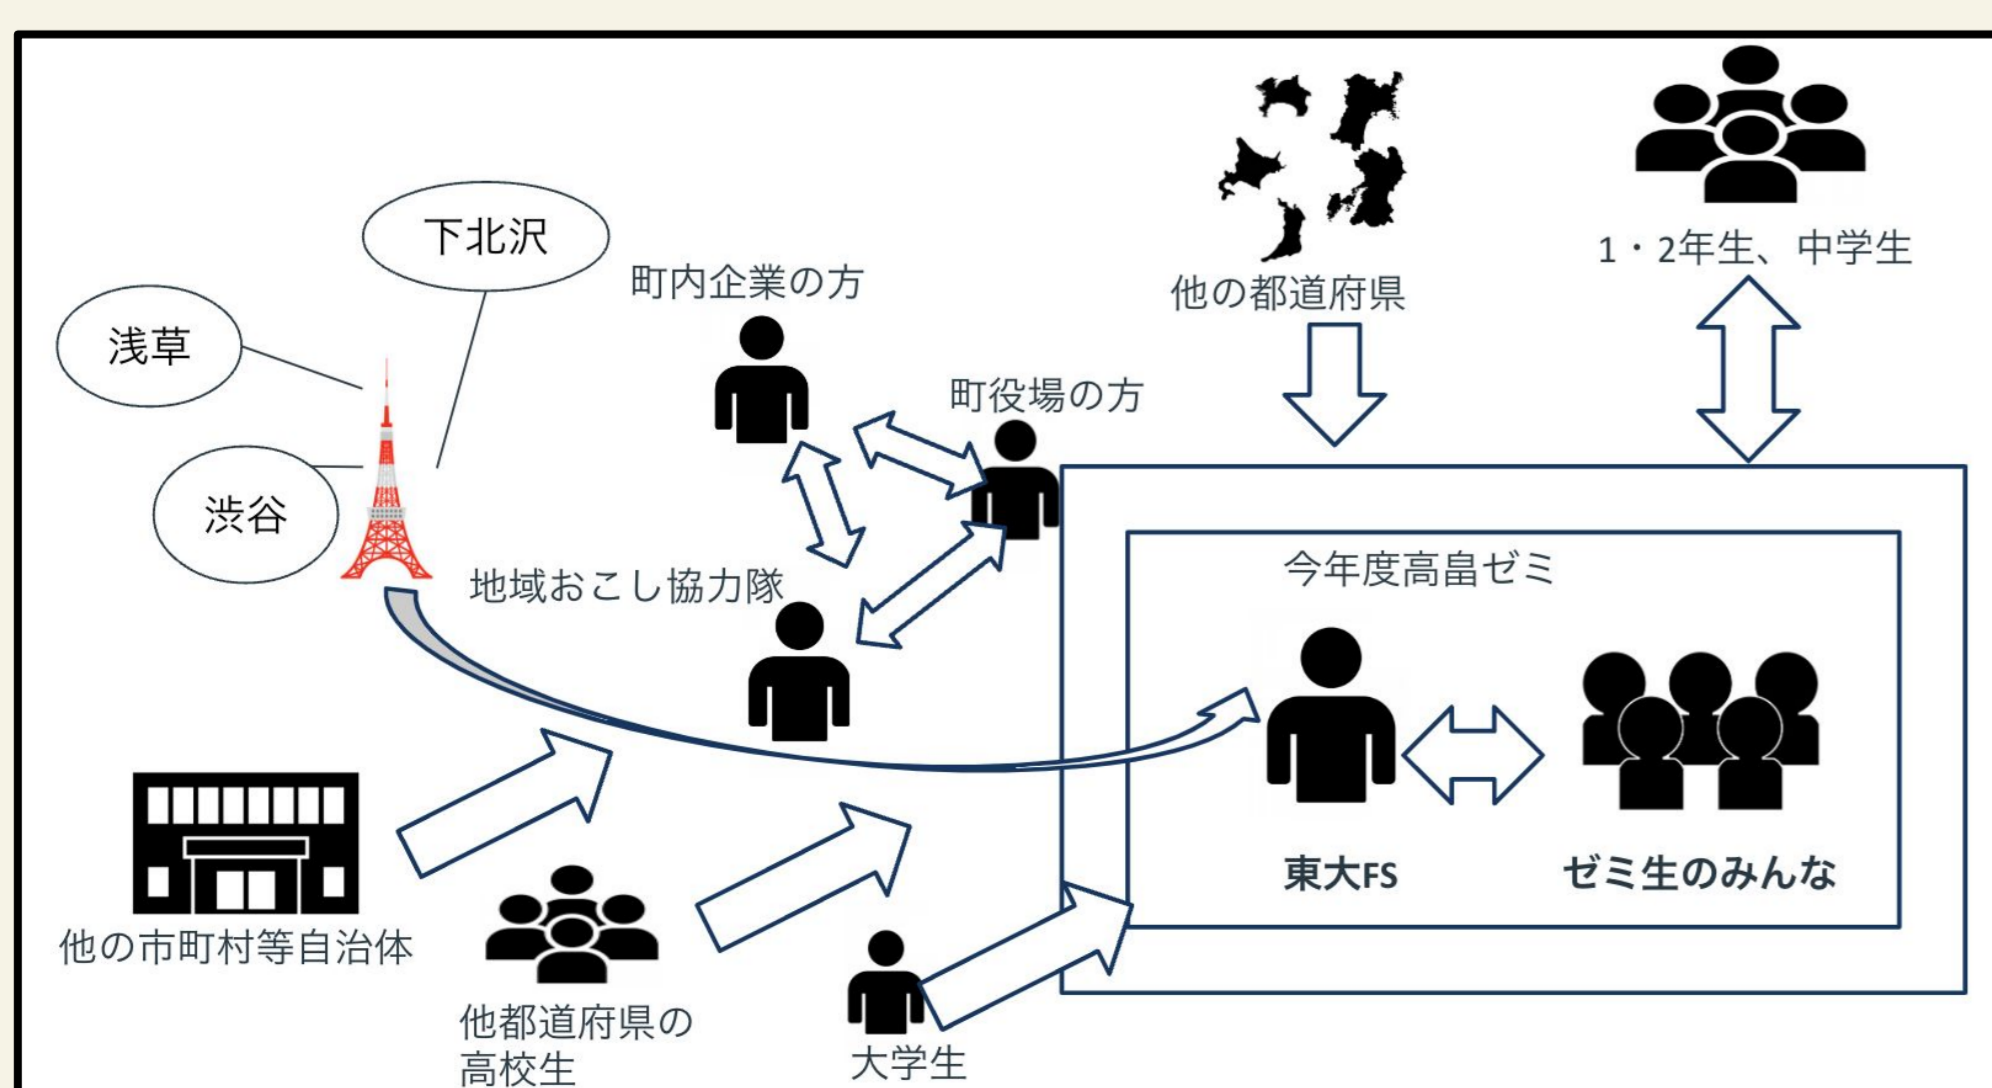 下北沢
浅草
渋谷
町内企業の方
町役場の方
地域おこし協力隊
他の都道府県
1・2年生、中学生
今年度高畠ゼミ
東大FS
ゼミ生のみんな
他の市町村等自治体
他都道府県の
高校生
大学生